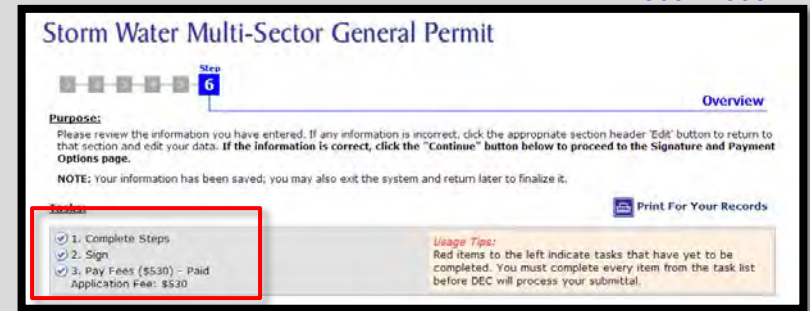 Storm Water Multi-Sector General Permit
Step
6
Overview
Purpose:
Please review the information you have entered. If any information is incorrect, click the appropriate section header 'Edit' button to return to
that section and edit your data. If the information is correct, click the "Continue" button below to proceed to the Signature and Payment
Options page.
NOTE: Your information has been saved; you may also exit the system and return later to finalize it.
Tasks:
Print For Your Records
1. Complete Steps
2. Sign
3. Pay Fees ($530) - Paid
Application Fee: $530
Usage Tips:
Red items to the left indicate tasks that have yet to be
completed. You must complete every item from the task list
before DEC will process your submittal.